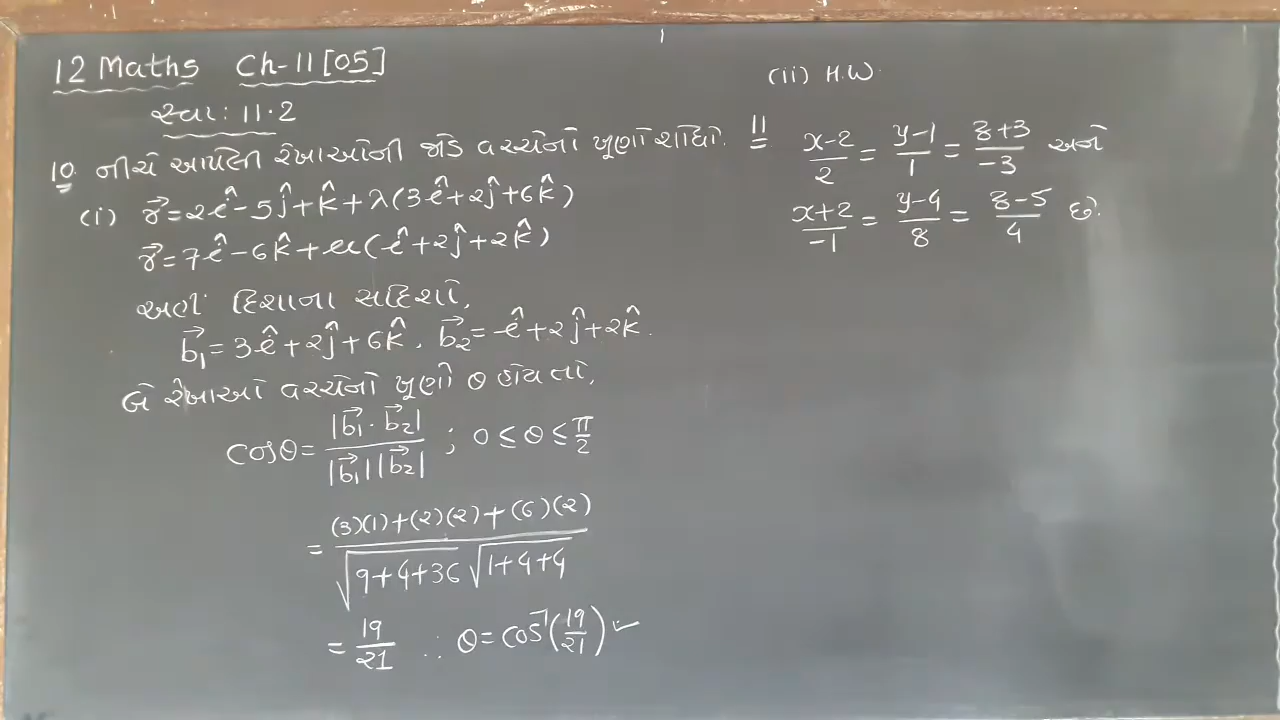 12 Maths Ch-11[05]
સ્વા: 11.2
10 નીચે આપેલી રેખાઓની જોડ વચ્ચેનો ખૂણો શોધો.
(i) r⃗=2î-5ĵ+k̂+λ(3î+2ĵ+6k̂)
r⃗=7î-6k̂+μ(î+2ĵ+2k̂)
અહીં દિશાના સદિશો,
b⃗₁=3î+2ĵ+6k̂, b⃗₂=î+2ĵ+2k̂.
બે રેખાઓ વચ્ચેનો ખૂણો θ હોય તો,
cosθ=|b⃗₁·b⃗₂|/|b⃗₁||b⃗₂| ; 0≤θ≤π/2
=(3)(1)+(2)(2)+(6)(2)/√9+4+36 √1+4+4
=19/21 ∴ θ=cos⁻¹(19/21)
(ii) H.W.
11 x-2/2=y-1/1=z+3/-3 અને
x+2/-1=y-4/8=z-5/4 છે.